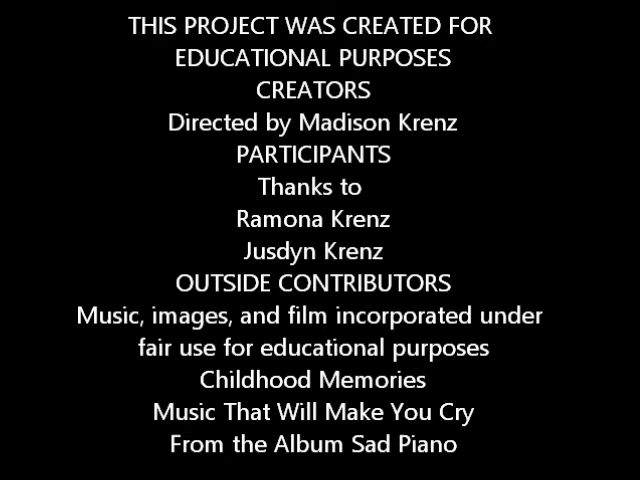 THIS PROJECT WAS CREATED FOR
EDUCATIONAL PURPOSES
CREATORS
Directed by Madison Krenz
PARTICIPANTS
Thanks to
Ramona Krenz
Jusdyn Krenz
OUTSIDE CONTRIBUTORS
Music, images, and film incorporated under
fair use for educational purposes
Childhood Memories
Music That Will Make You Cry
From the Album Sad Piano